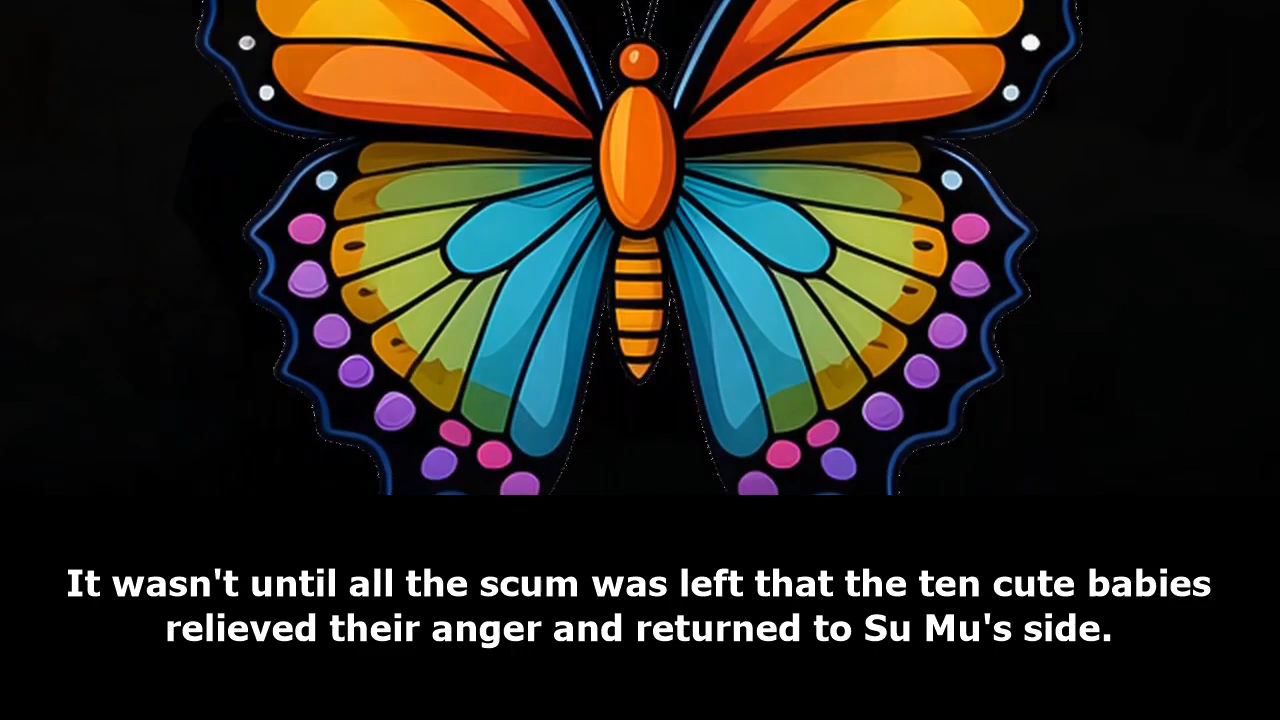 It wasn't until all the scum was left that the ten cute babies
relieved their anger and returned to Su Mu's side.